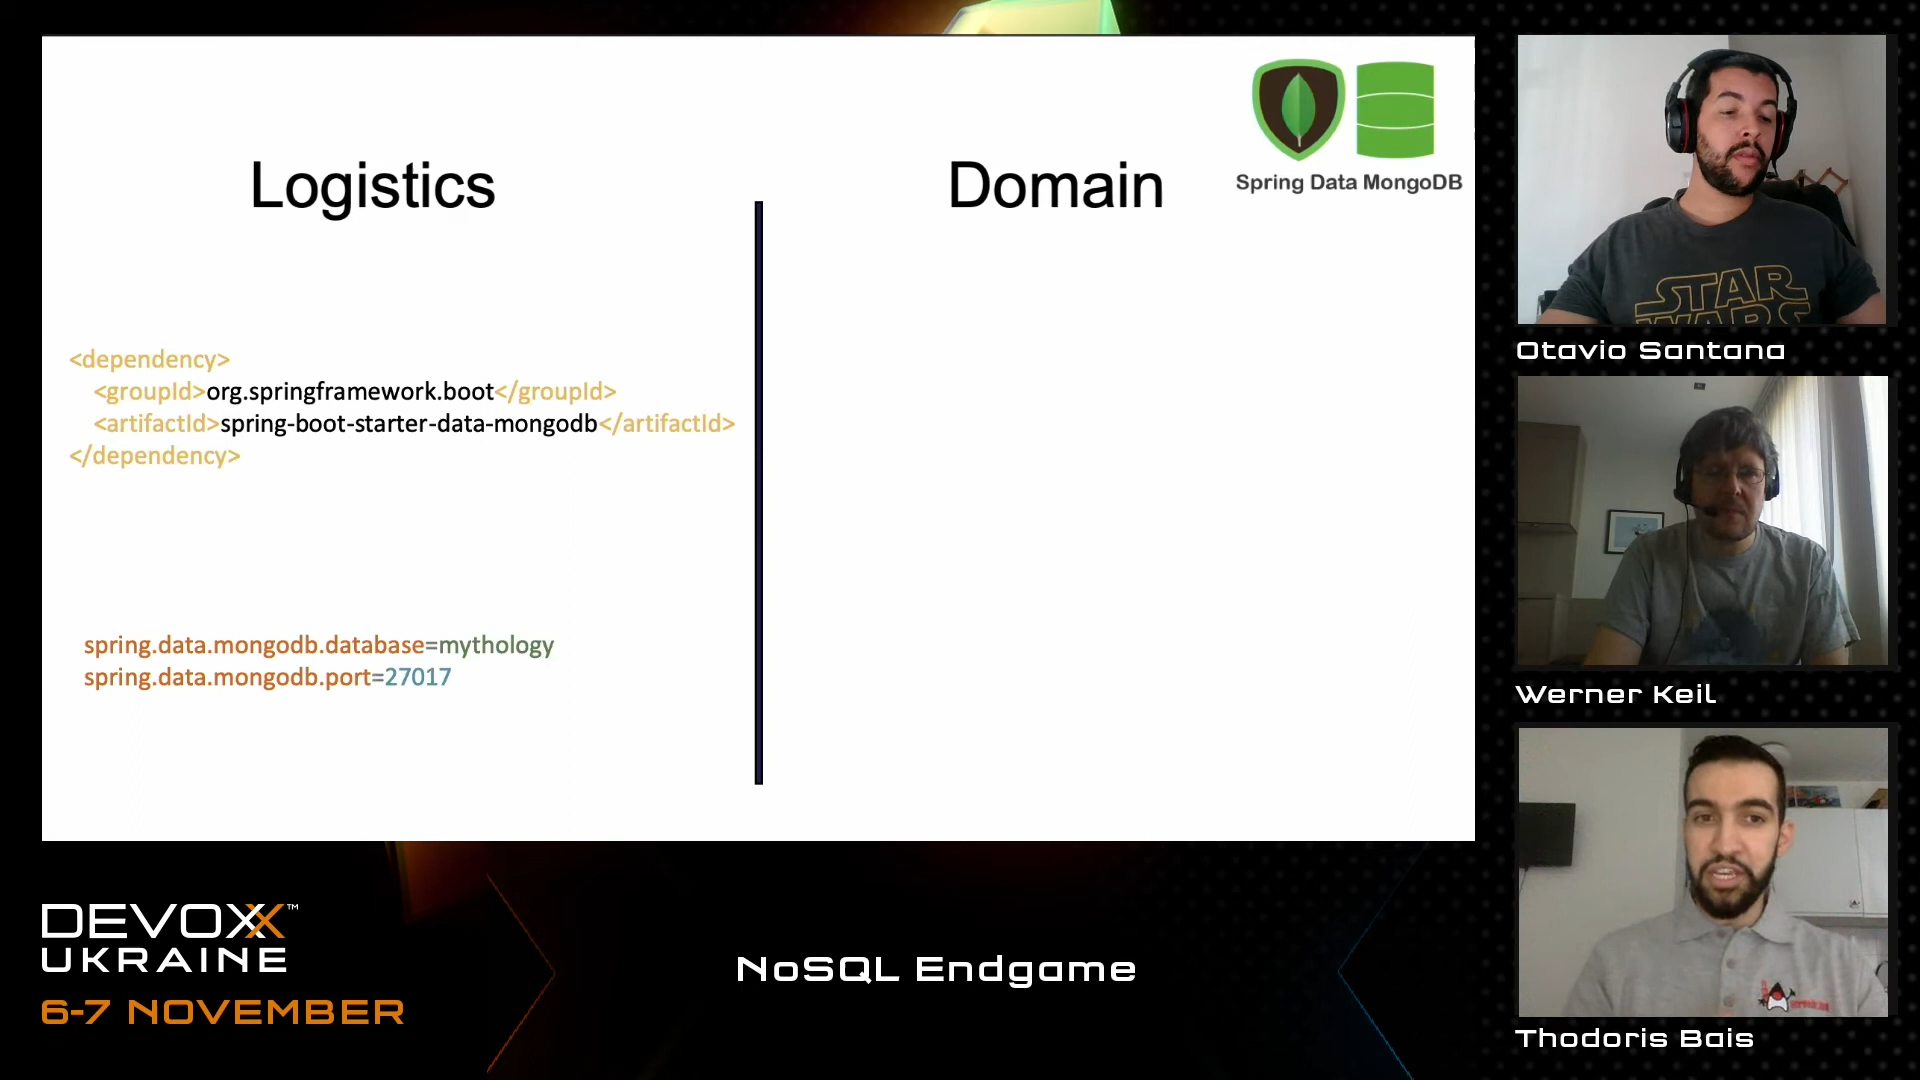 Logistics
Domain
Spring Data MongoDB
<dependency>
<groupId>org.springframework.boot</groupId>
<artifactId>spring-boot-starter-data-mongodb</artifactId>
</dependency>
spring.data.mongodb.database=mythology
spring.data.mongodb.port=27017
STAR
WARS
Otavio Santana
Werner Keil
Thodoris Bais
DEVOXX™
UKRAINE
6-7 NOVEMBER
NoSQL Endgame